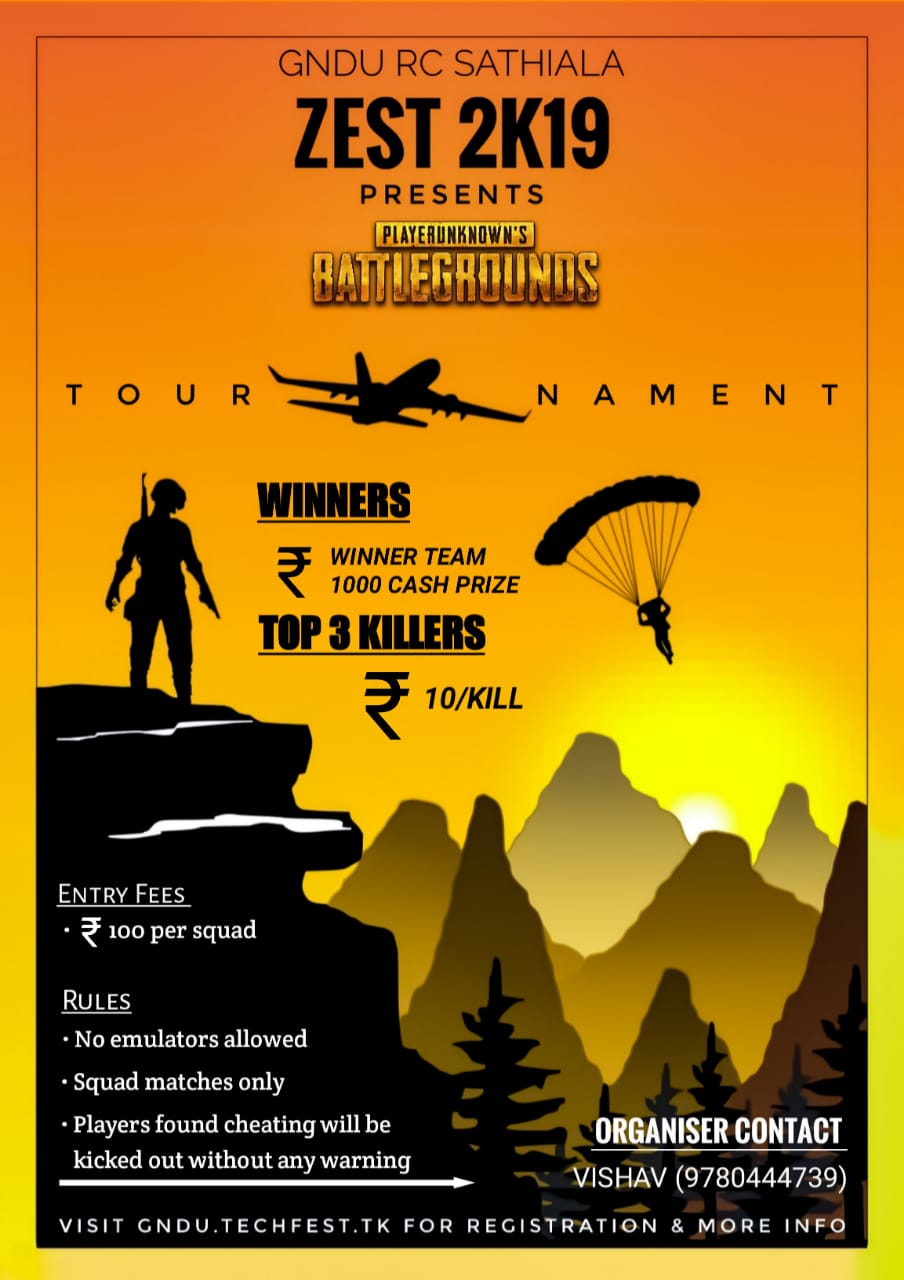 GNDU RC SATHIALA
ZEST 2K19
PRESENTS
PLAYERUNKNOWN'S
BATTLEGROUNDS
TOURNAMENT
WINNERS
₹ WINNER TEAM
1000 CASH PRIZE
TOP 3 KILLERS
₹ 10/KILL
ENTRY FEES
• ₹ 100 per squad
RULES
• No emulators allowed
• Squad matches only
• Players found cheating will be
kicked out without any warning
ORGANISER CONTACT
VISHAV (9780444739)
VISIT GNDU.TECHFEST.TK FOR REGISTRATION & MORE INFO